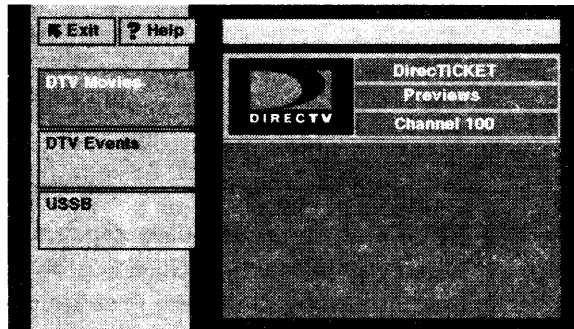 Exit
? Help
DTV Movies
DTV Events
USSB
DIRECTV
DirecTICKET
Previews
Channel 100